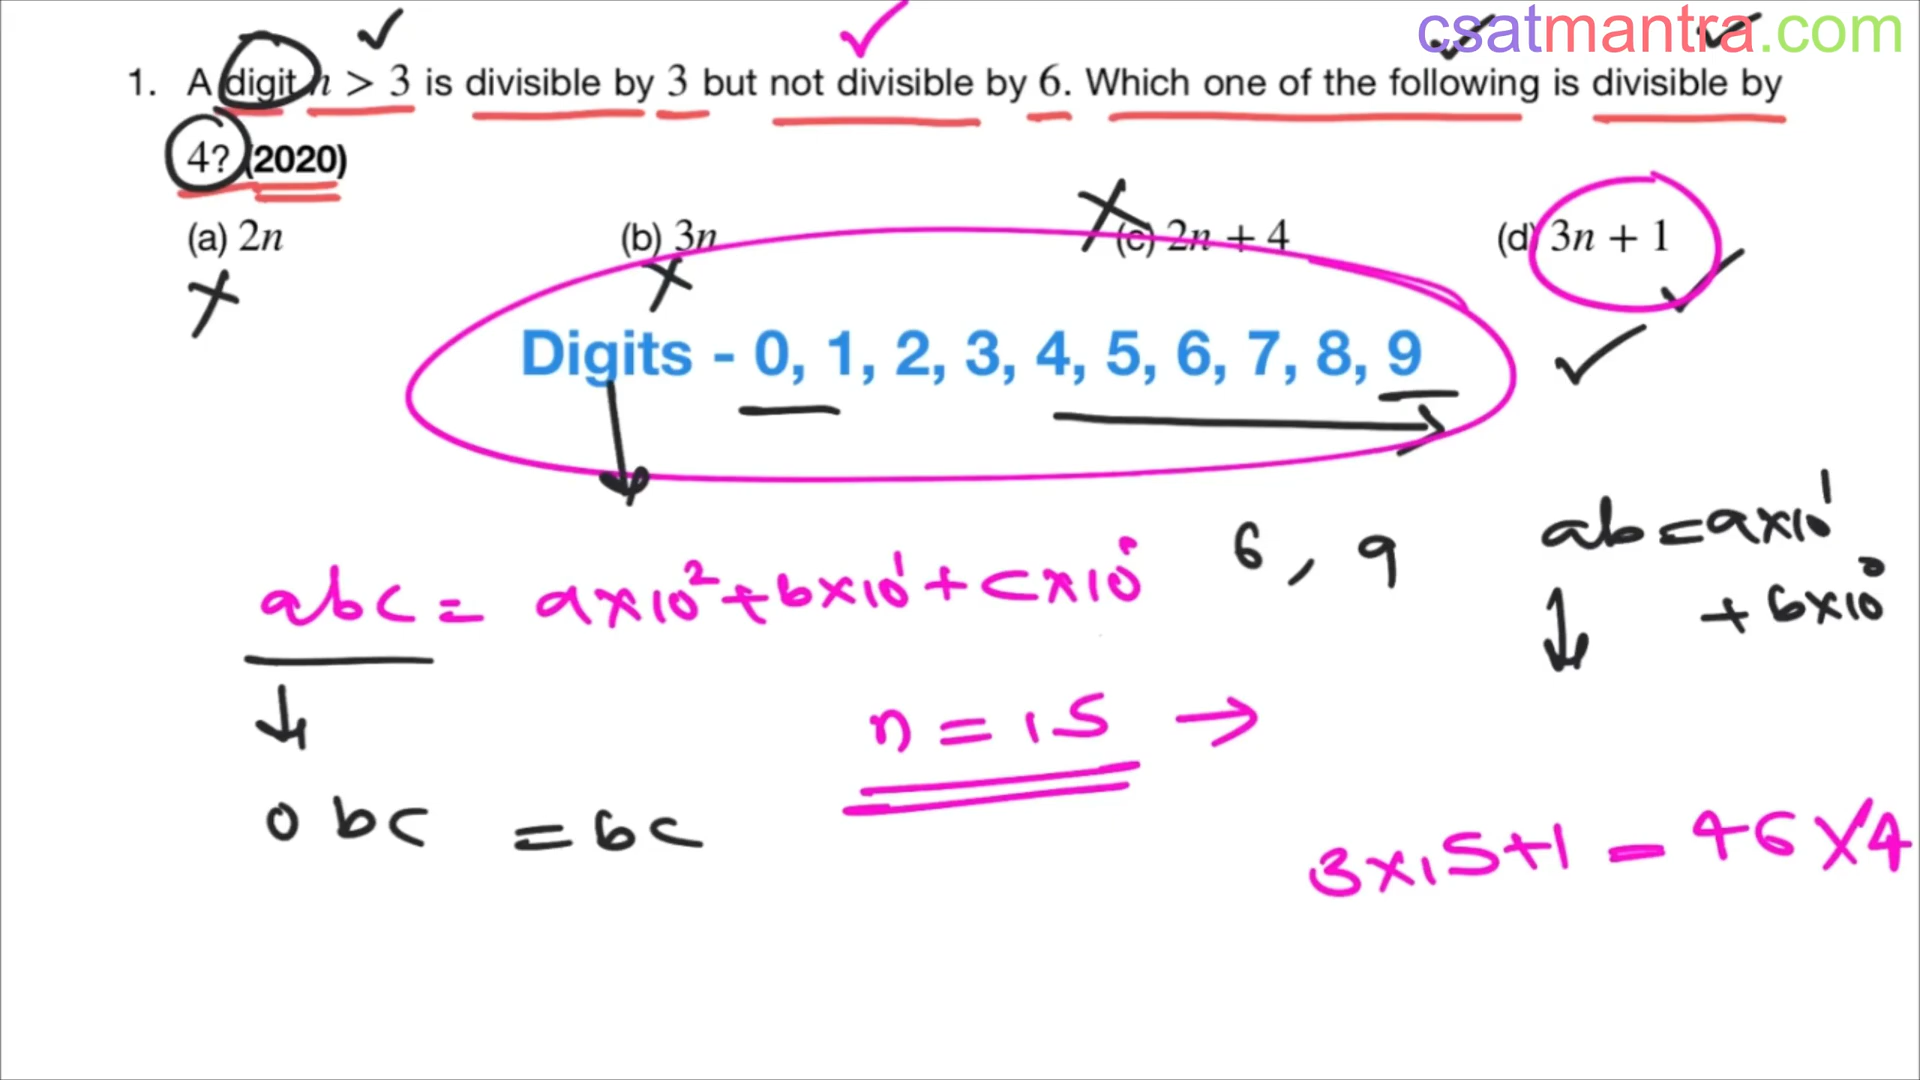 csatmantra.com
1. A digit n > 3 is divisible by 3 but not divisible by 6. Which one of the following is divisible by
4? (2020)
(a) 2n (b) 3n (c) 2n + 4 (d) 3n + 1
Digits - 0, 1, 2, 3, 4, 5, 6, 7, 8, 9
6, 9
ab = a×10¹
+ b×10⁰
abc = a×10² + b×10¹ + c×10⁰
n = 15 →
0bc = bc
3×15+1 = 46 X 4